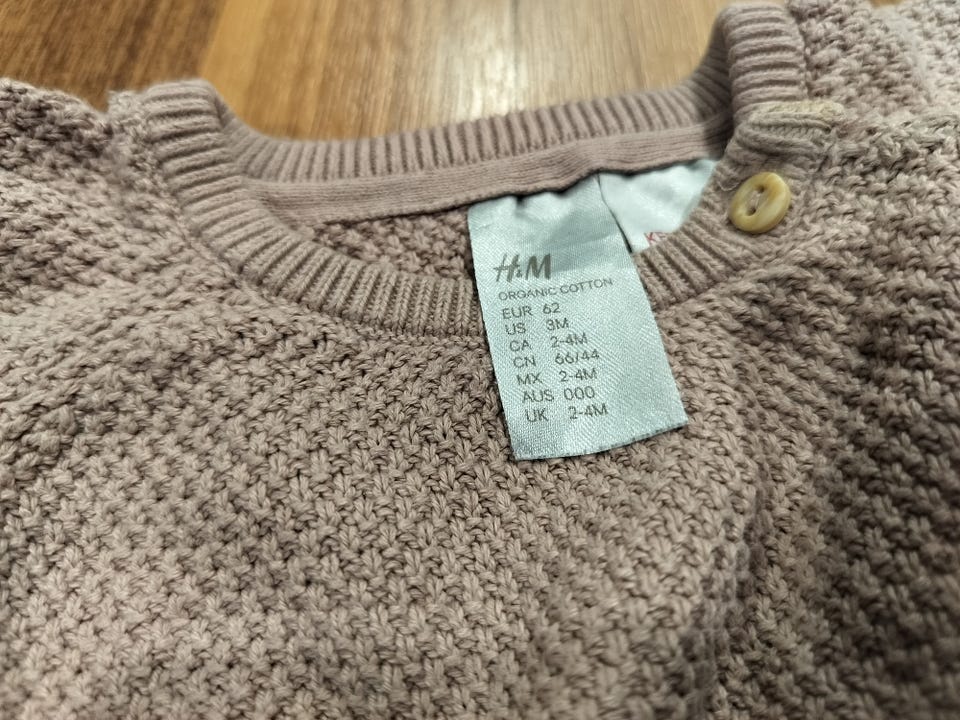 H&M
ORGANIC COTTON
EUR 62
US 3M
CA 2-4M
CN 66/44
MX 2-4M
AUS 000
UK 2-4M